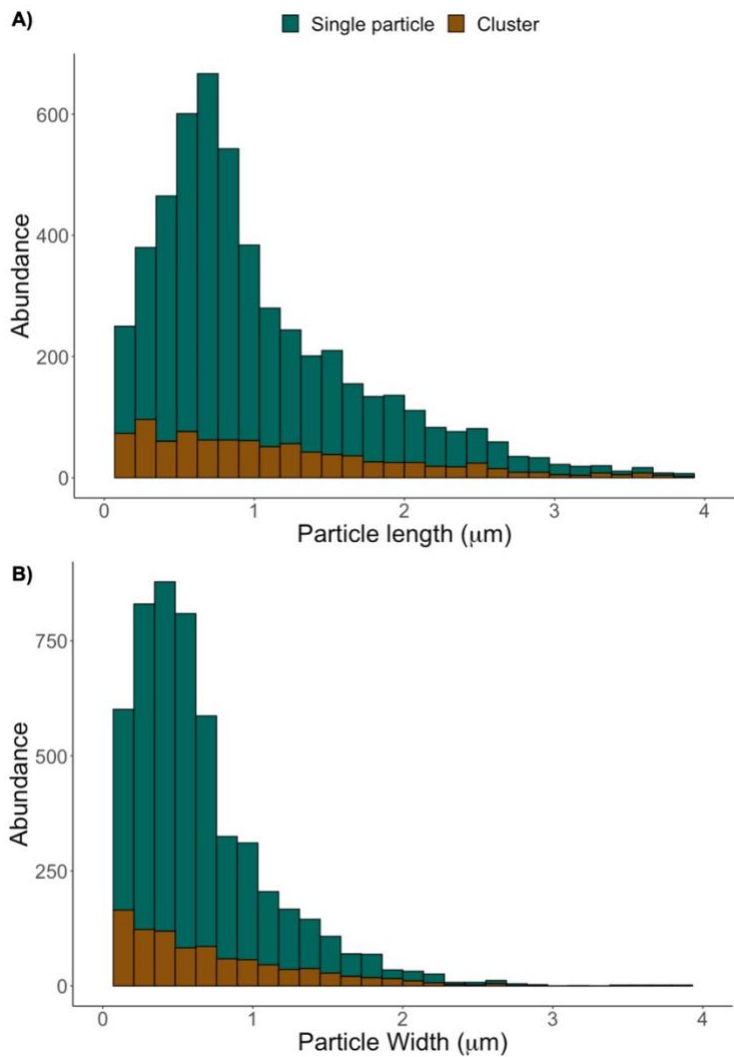 A)
Single particle Cluster
600
400
200
0
Abundance
0 1 2 3 4
Particle length (μm)
B)
750
500
250
0
Abundance
0 1 2 3 4
Particle Width (μm)